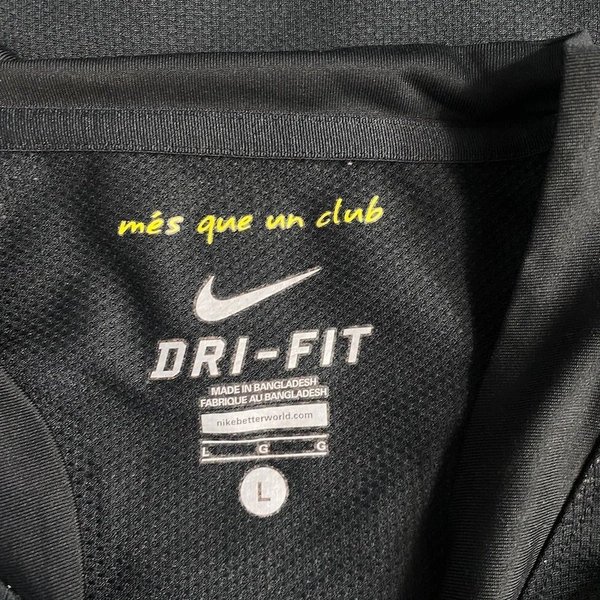 més que un club
DRI-FIT
MADE IN BANGLADESH
FABRIQUE AU BANGLADESH
nikebetterworld.com
L G G
L